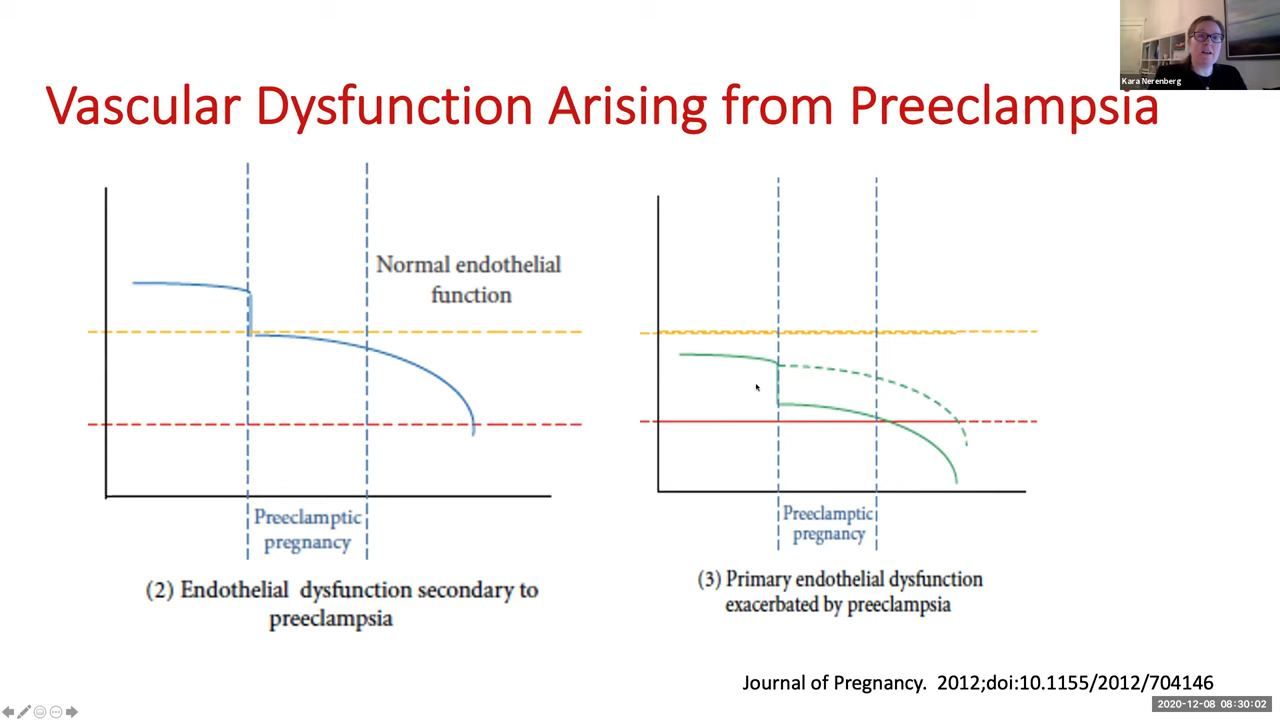 Kara Nerenberg
Vascular Dysfunction Arising from Preeclampsia
Normal endothelial
function
Preeclamptic
pregnancy
(2) Endothelial dysfunction secondary to
preeclampsia
Preeclamptic
pregnancy
(3) Primary endothelial dysfunction
exacerbated by preeclampsia
Journal of Pregnancy. 2012;doi:10.1155/2012/704146
2020-12-08 08:30:02